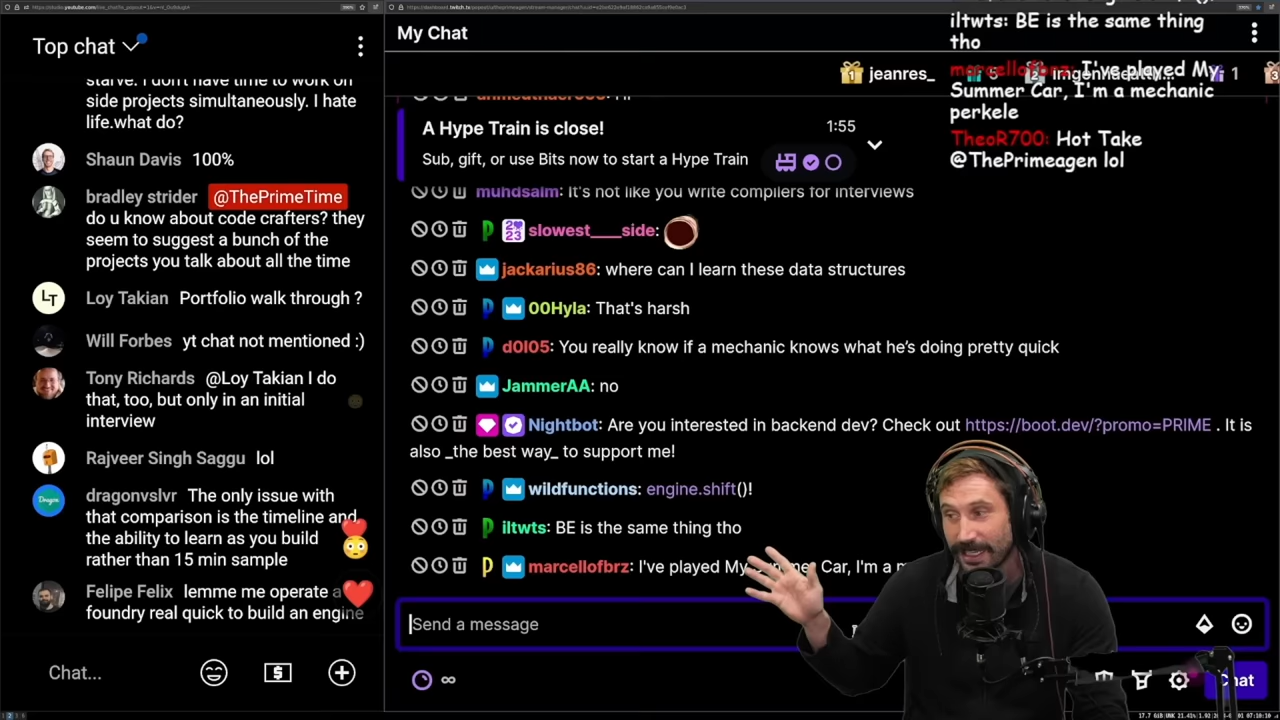 Top chat
starve. I don't have time to work on
side projects simultaneously. I hate
life.what do?
Shaun Davis 100%
bradley strider @ThePrimeTime
do u know about code crafters? they
seem to suggest a bunch of the
projects you talk about all the time
LT Loy Takian Portfolio walk through ?
Will Forbes yt chat not mentioned :)
Tony Richards @Loy Takian I do
that, too, but only in an initial
interview
Rajveer Singh Saggu lol
Dragon dragonvslvr The only issue with
that comparison is the timeline and
the ability to learn as you build
rather than 15 min sample
Felipe Felix lemme me operate a
foundry real quick to build an engine
Chat...
My Chat
1 jeanres_
5
1
A Hype Train is close! 1:55
Sub, gift, or use Bits now to start a Hype Train
muhdsalm: It's not like you write compilers for interviews
slowest____side:
jackarius86: where can I learn these data structures
00Hyla: That's harsh
d0l05: You really know if a mechanic knows what he's doing pretty quick
JammerAA: no
Nightbot: Are you interested in backend dev? Check out https://boot.dev/?promo=PRIME . It is
also _the best way_ to support me!
wildfunctions: engine.shift()!
iltwts: BE is the same thing tho
marcellofbrz: I've played My Summer Car, I'm a
Send a message
Chat
iltwts: BE is the same thing
tho
marcellofbrz: I've played My
Summer Car, I'm a mechanic
perkele
TheoR700: Hot Take
@ThePrimeagen lol